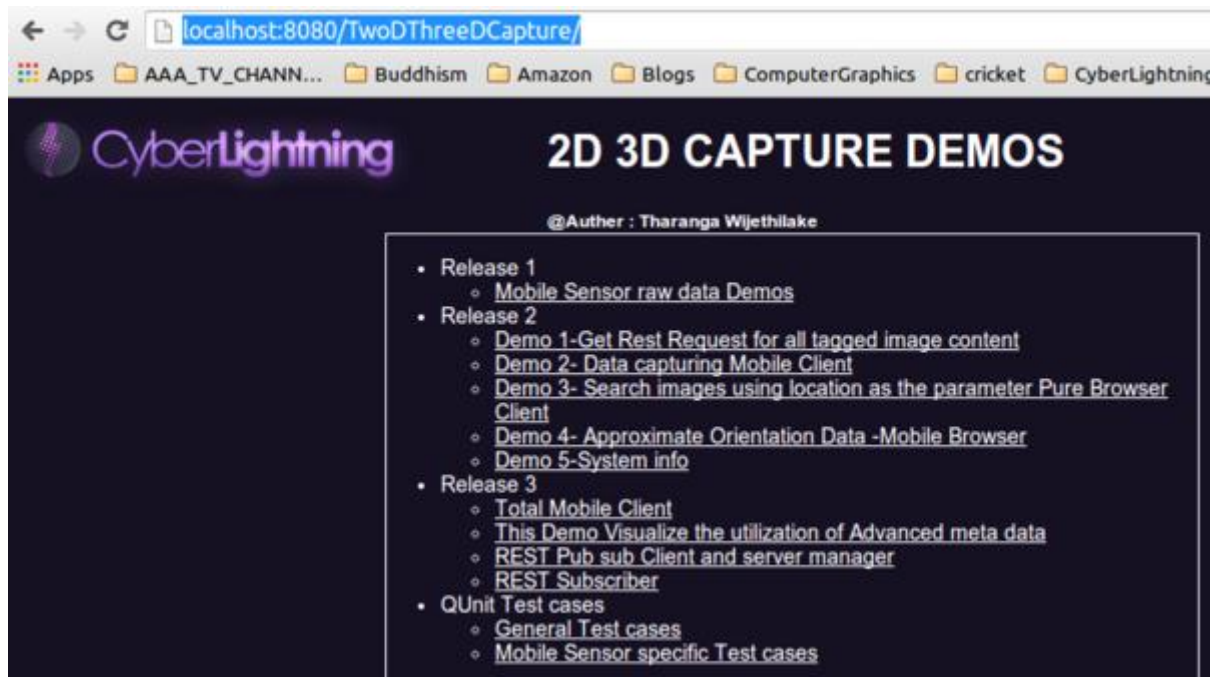 localhost:8080/TwoDThreeDCapture/
Apps AAA_TV_CHANN... Buddhism Amazon Blogs ComputerGraphics cricket CyberLightning
CyberLightning
2D 3D CAPTURE DEMOS
@Auther : Tharanga Wijethilake
Release 1
Mobile Sensor raw data Demos
Release 2
Demo 1-Get Rest Request for all tagged image content
Demo 2- Data capturing Mobile Client
Demo 3- Search images using location as the parameter Pure Browser
Client
Demo 4- Approximate Orientation Data -Mobile Browser
Demo 5-System info
Release 3
Total Mobile Client
This Demo Visualize the utilization of Advanced meta data
REST Pub sub Client and server manager
REST Subscriber
QUnit Test cases
General Test cases
Mobile Sensor specific Test cases